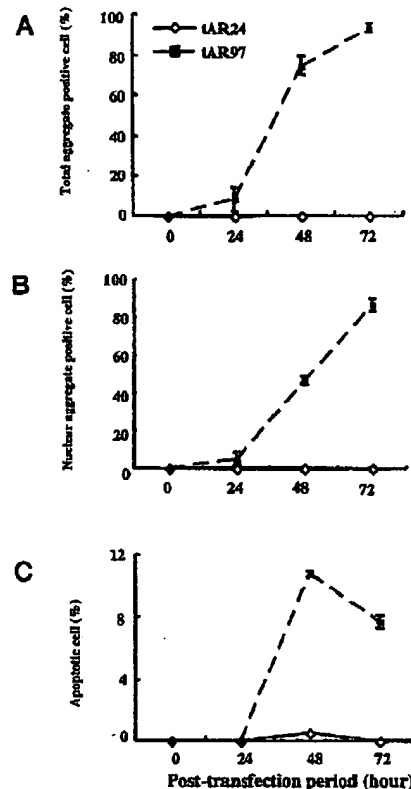 A
Total aggregate positive cell (%)
100
80
60
40
20
0
tAR24
tAR97
0 24 48 72
B
Nuclear aggregate positive cell (%)
100
80
60
40
20
0
0 24 48 72
C
Apoptotic cell (%)
12
8
4
0
0 24 48 72
Post-transfection period (hour)